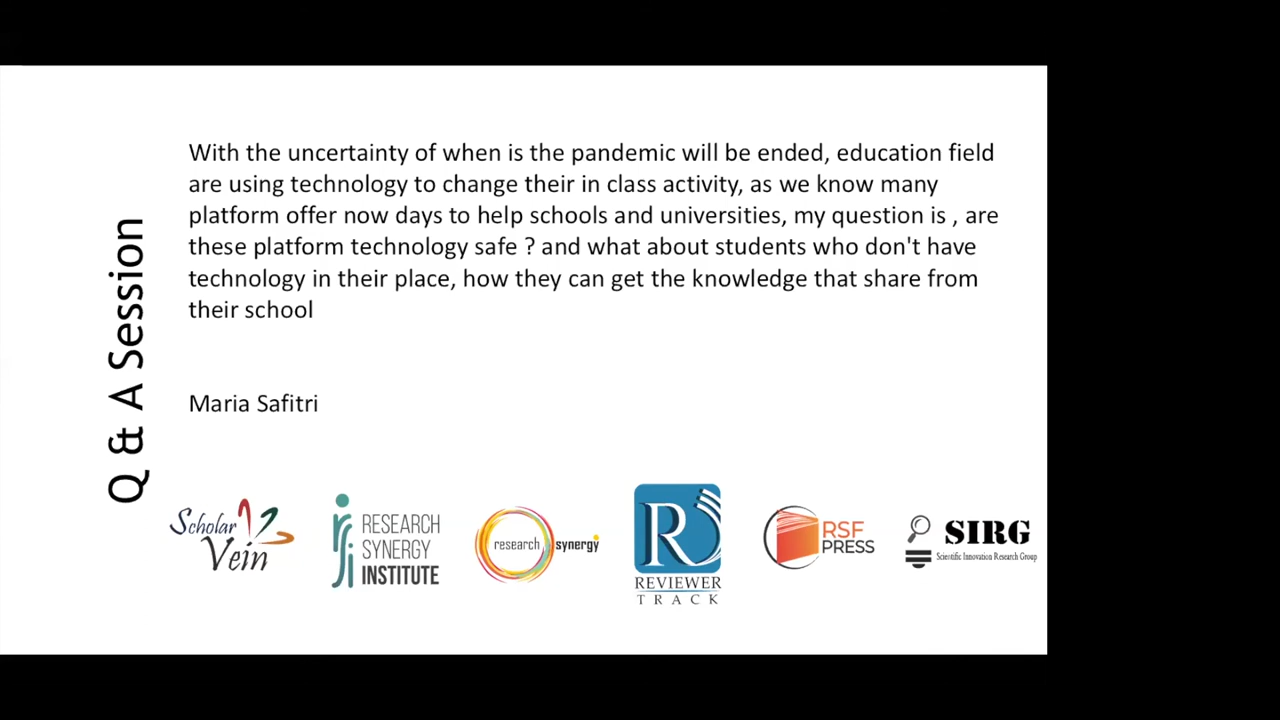 Q & A Session
With the uncertainty of when is the pandemic will be ended, education field
are using technology to change their in class activity, as we know many
platform offer now days to help schools and universities, my question is , are
these platform technology safe ? and what about students who don't have
technology in their place, how they can get the knowledge that share from
their school
Maria Safitri
Scholar
Vein
RESEARCH
SYNERGY
INSTITUTE
research synergy
R
REVIEWER
TRACK
RSF
PRESS
SIRG
Scientific Innovation Research Group